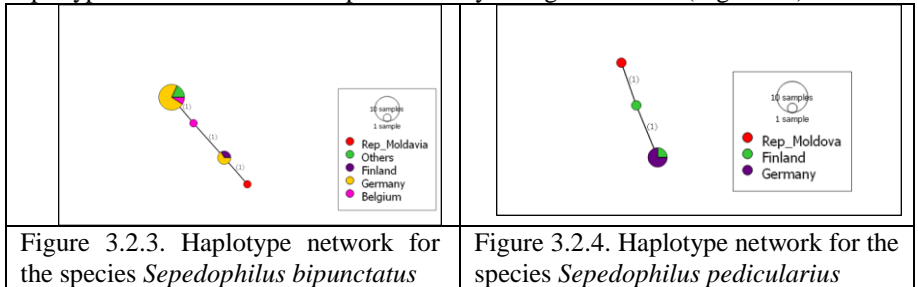 (1)
(1)
(1)
10 samples
1 sample
Rep_Moldavia
Others
Finland
Germany
Belgium
(1)
(1)
10 samples
1 sample
Rep_Moldova
Finland
Germany
Figure 3.2.3. Haplotype network for
the species Sepedophilus bipunctatus
Figure 3.2.4. Haplotype network for the
species Sepedophilus pedicularius